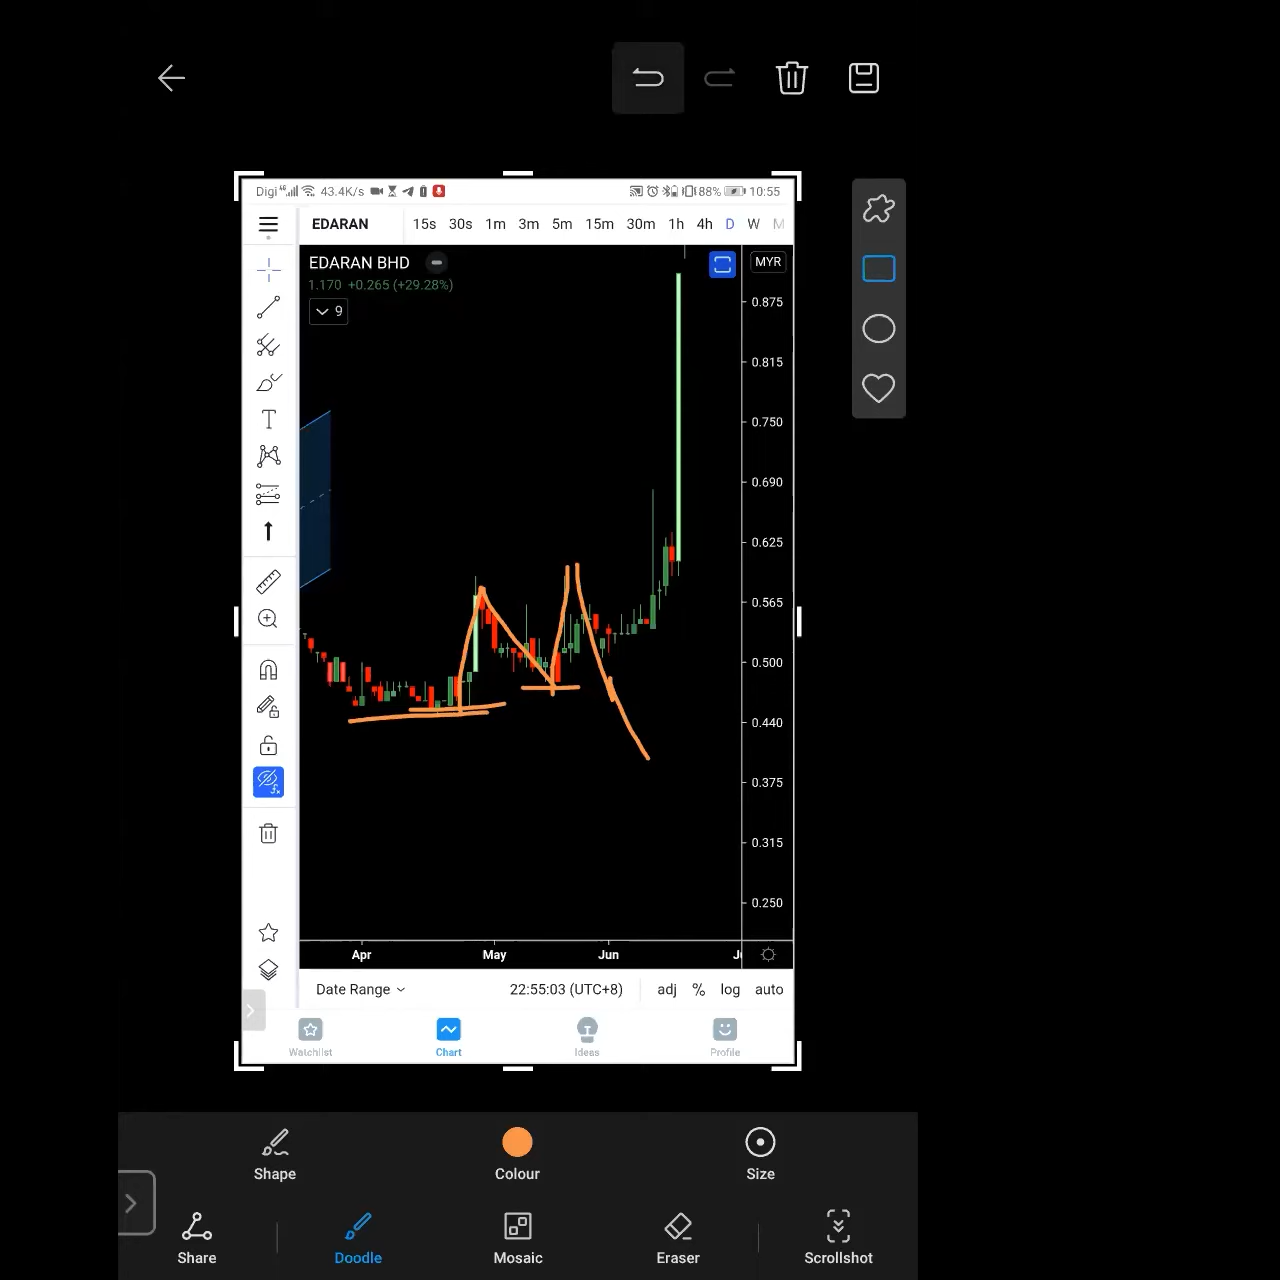 Digi 43.4K/s 88% 10:55
EDARAN 15s 30s 1m 3m 5m 15m 30m 1h 4h D W M
EDARAN BHD
MYR
1.170 +0.265 (+29.28%)
9
0.875
0.815
0.750
0.690
0.625
0.565
0.500
0.440
0.375
0.315
0.250
Apr May Jun
Date Range 22:55:03 (UTC+8) adj % log auto
Watchlist Chart Ideas Profile
Shape Colour Size
Share Doodle Mosaic Eraser Scrollshot